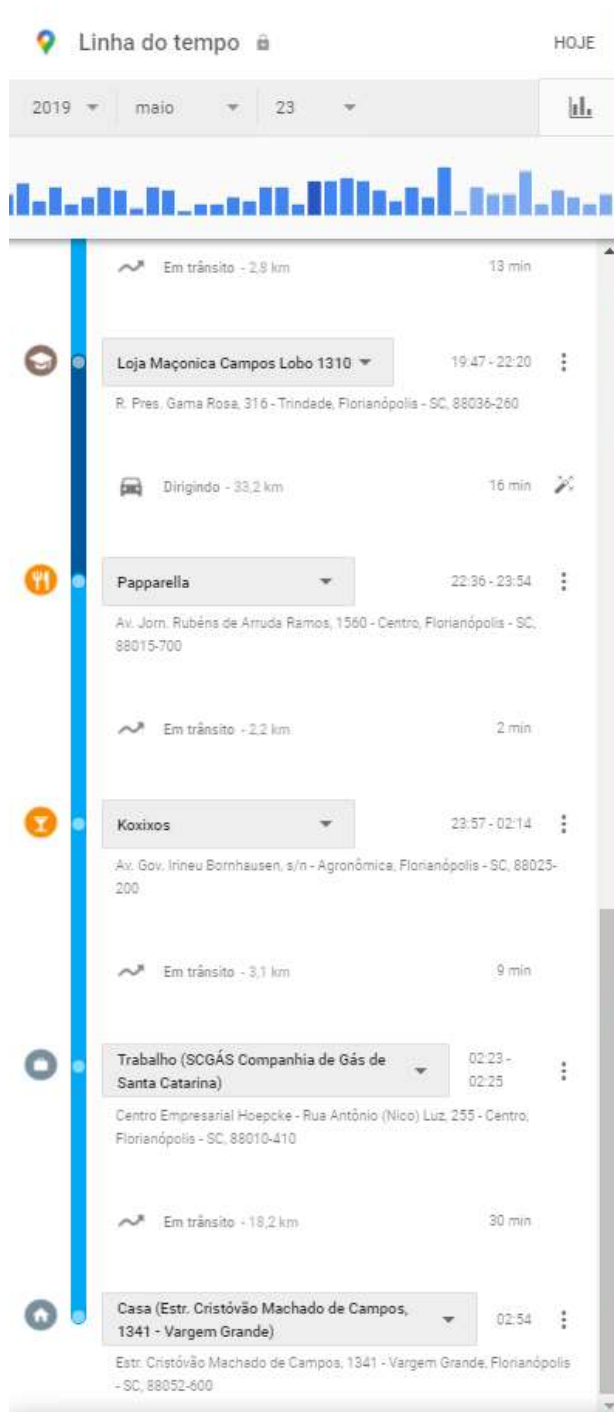 Linha do tempo HOJE
2019 maio 23
Em trânsito - 2,8 km 13 min
Loja Maçonica Campos Lobo 1310 19:47 - 22:20
R. Pres. Gama Rosa, 316 - Trindade, Florianópolis - SC, 88036-260
Dirigindo - 33,2 km 16 min
Papparella 22:36 - 23:54
Av. Jorn. Rubéns de Arruda Ramos, 1560 - Centro, Florianópolis - SC,
88015-700
Em trânsito - 2,2 km 2 min
Koxixos 23:57 - 02:14
Av. Gov. Irineu Bornhausen, s/n - Agronômica, Florianópolis - SC, 88025-
200
Em trânsito - 3,1 km 9 min
Trabalho (SCGÁS Companhia de Gás de 02:23 -
Santa Catarina) 02:25
Centro Empresarial Hoepcke - Rua Antônio (Nico) Luz, 255 - Centro,
Florianópolis - SC, 88010-410
Em trânsito - 18,2 km 30 min
Casa (Estr. Cristóvão Machado de Campos,
1341 - Vargem Grande) 02:54
Estr. Cristóvão Machado de Campos, 1341 - Vargem Grande, Florianópolis
- SC, 88052-600